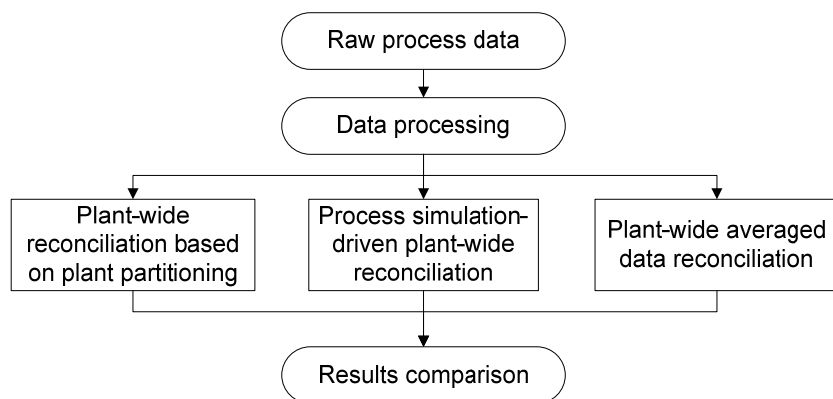 Raw process data
Data processing
Plant-wide
reconciliation based
on plant partitioning
Process simulation-
driven plant-wide
reconciliation
Plant-wide averaged
data reconciliation
Results comparison